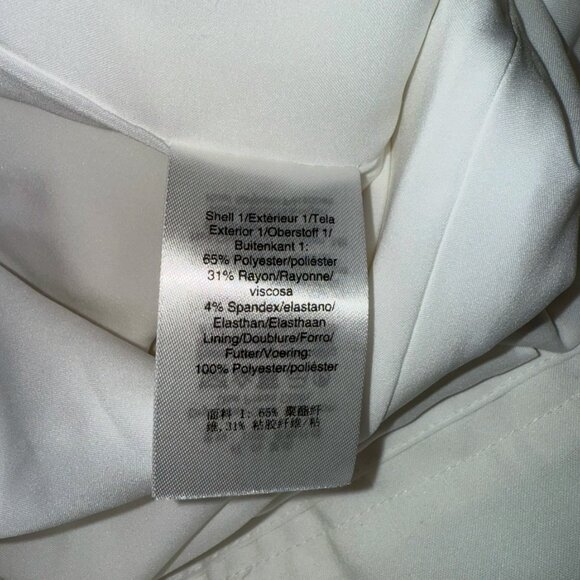 Shell 1/Extérieur 1/Tela
Exterior 1/Oberstoff 1/
Buitenkant 1:
65% Polyester/poliéster
31% Rayon/Rayonne/
viscosa
4% Spandex/elastano/
Elasthan/Elasthaan
Lining/Doublure/Forro/
Futter/Voering:
100% Polyester/poliéster
面料 1: 65% 聚酯纤
维,31% 粘胶纤维/粘